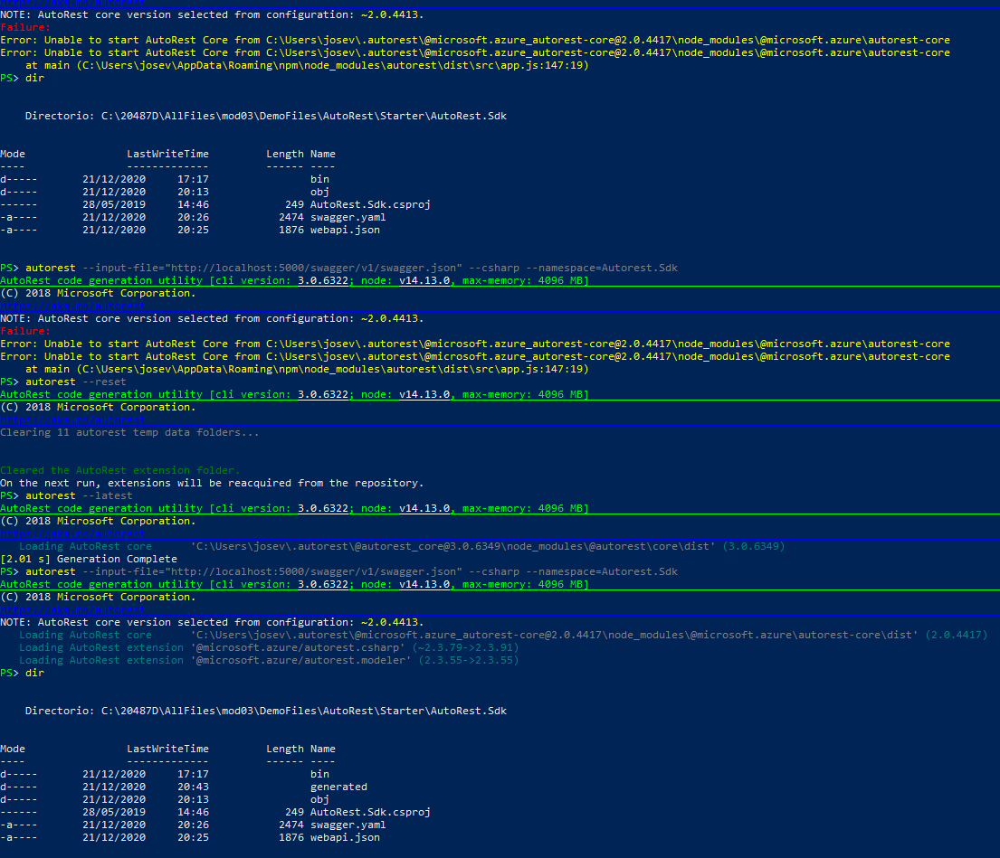 https://aka.ms/autorest
NOTE: AutoRest core version selected from configuration: ~2.0.4413.
Failure:
Error: Unable to start AutoRest Core from C:\Users\josev\.autorest\@microsoft.azure_autorest-core@2.0.4417\node_modules\@microsoft.azure\autorest-core
Error: Unable to start AutoRest Core from C:\Users\josev\.autorest\@microsoft.azure_autorest-core@2.0.4417\node_modules\@microsoft.azure\autorest-core
    at main (C:\Users\josev\AppData\Roaming\npm\node_modules\autorest\dist\src\app.js:147:19)
PS> dir
    Directorio: C:\20487D\AllFiles\mod03\DemoFiles\AutoRest\Starter\AutoRest.Sdk
Mode                LastWriteTime         Length Name
----                -------------         ------ ----
d-----       21/12/2020     17:17                bin
d-----       21/12/2020     20:13                obj
------       28/05/2019     14:46            249 AutoRest.Sdk.csproj
-a----       21/12/2020     20:26           2474 swagger.yaml
-a----       21/12/2020     20:25           1876 webapi.json
PS> autorest --input-file="http://localhost:5000/swagger/v1/swagger.json" --csharp --namespace=Autorest.Sdk
AutoRest code generation utility [cli version: 3.0.6322; node: v14.13.0, max-memory: 4096 MB]
(C) 2018 Microsoft Corporation.
https://aka.ms/autorest
NOTE: AutoRest core version selected from configuration: ~2.0.4413.
Failure:
Error: Unable to start AutoRest Core from C:\Users\josev\.autorest\@microsoft.azure_autorest-core@2.0.4417\node_modules\@microsoft.azure\autorest-core
Error: Unable to start AutoRest Core from C:\Users\josev\.autorest\@microsoft.azure_autorest-core@2.0.4417\node_modules\@microsoft.azure\autorest-core
    at main (C:\Users\josev\AppData\Roaming\npm\node_modules\autorest\dist\src\app.js:147:19)
PS> autorest --reset
AutoRest code generation utility [cli version: 3.0.6322; node: v14.13.0, max-memory: 4096 MB]
(C) 2018 Microsoft Corporation.
https://aka.ms/autorest
Clearing 11 autorest temp data folders...
Cleared the AutoRest extension folder.
On the next run, extensions will be reacquired from the repository.
PS> autorest --latest
AutoRest code generation utility [cli version: 3.0.6322; node: v14.13.0, max-memory: 4096 MB]
(C) 2018 Microsoft Corporation.
https://aka.ms/autorest
   Loading AutoRest core      'C:\Users\josev\.autorest\@autorest_core@3.0.6349\node_modules\@autorest\core\dist' (3.0.6349)
[2.01 s] Generation Complete
PS> autorest --input-file="http://localhost:5000/swagger/v1/swagger.json" --csharp --namespace=Autorest.Sdk
AutoRest code generation utility [cli version: 3.0.6322; node: v14.13.0, max-memory: 4096 MB]
(C) 2018 Microsoft Corporation.
https://aka.ms/autorest
NOTE: AutoRest core version selected from configuration: ~2.0.4413.
   Loading AutoRest core      'C:\Users\josev\.autorest\@microsoft.azure_autorest-core@2.0.4417\node_modules\@microsoft.azure\autorest-core\dist' (2.0.4417)
   Loading AutoRest extension '@microsoft.azure/autorest.csharp' (~2.3.79->2.3.91)
   Loading AutoRest extension '@microsoft.azure/autorest.modeler' (2.3.55->2.3.55)
PS> dir
    Directorio: C:\20487D\AllFiles\mod03\DemoFiles\AutoRest\Starter\AutoRest.Sdk
Mode                LastWriteTime         Length Name
----                -------------         ------ ----
d-----       21/12/2020     17:17                bin
d-----       21/12/2020     20:43                generated
d-----       21/12/2020     20:13                obj
------       28/05/2019     14:46            249 AutoRest.Sdk.csproj
-a----       21/12/2020     20:26           2474 swagger.yaml
-a----       21/12/2020     20:25           1876 webapi.json